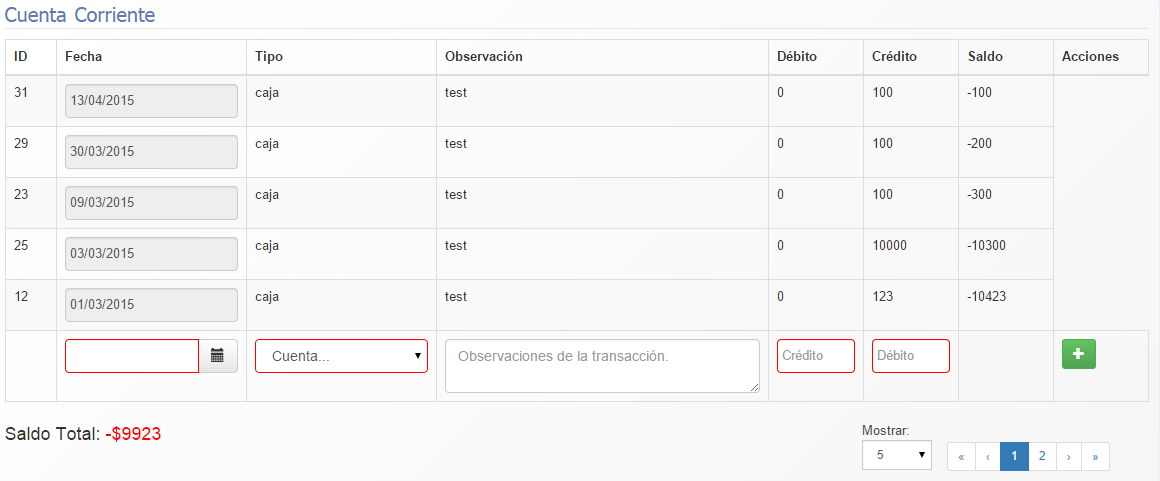 Cuenta Corriente
ID Fecha Tipo Observación Débito Crédito Saldo Acciones
31 13/04/2015 caja test 0 100 -100
29 30/03/2015 caja test 0 100 -200
23 09/03/2015 caja test 0 100 -300
25 03/03/2015 caja test 0 10000 -10300
12 01/03/2015 caja test 0 123 -10423
Cuenta... Observaciones de la transacción. Crédito Débito +
Saldo Total: -$9923
Mostrar:
5 « ‹ 1 2 › »